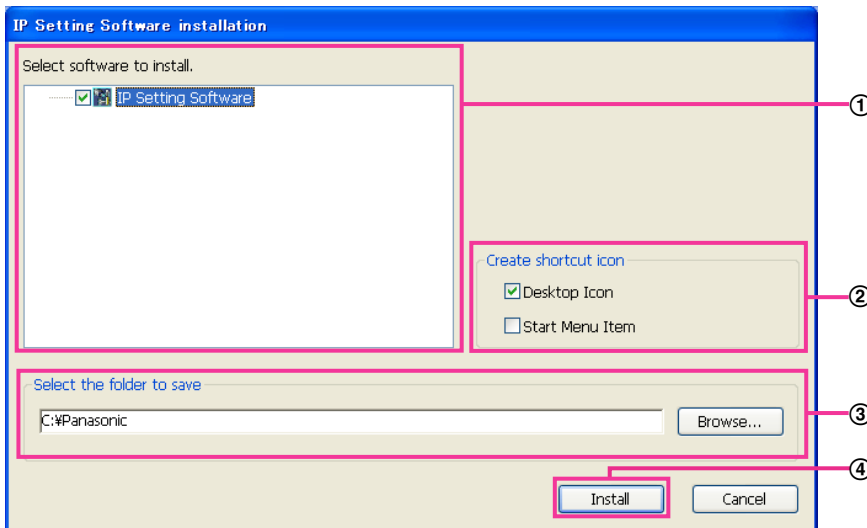 IP Setting Software installation
Select software to install.
IP Setting Software
①
Create shortcut icon
Desktop Icon
Start Menu Item
②
Select the folder to save
C:¥Panasonic
Browse...
③
④
Install
Cancel